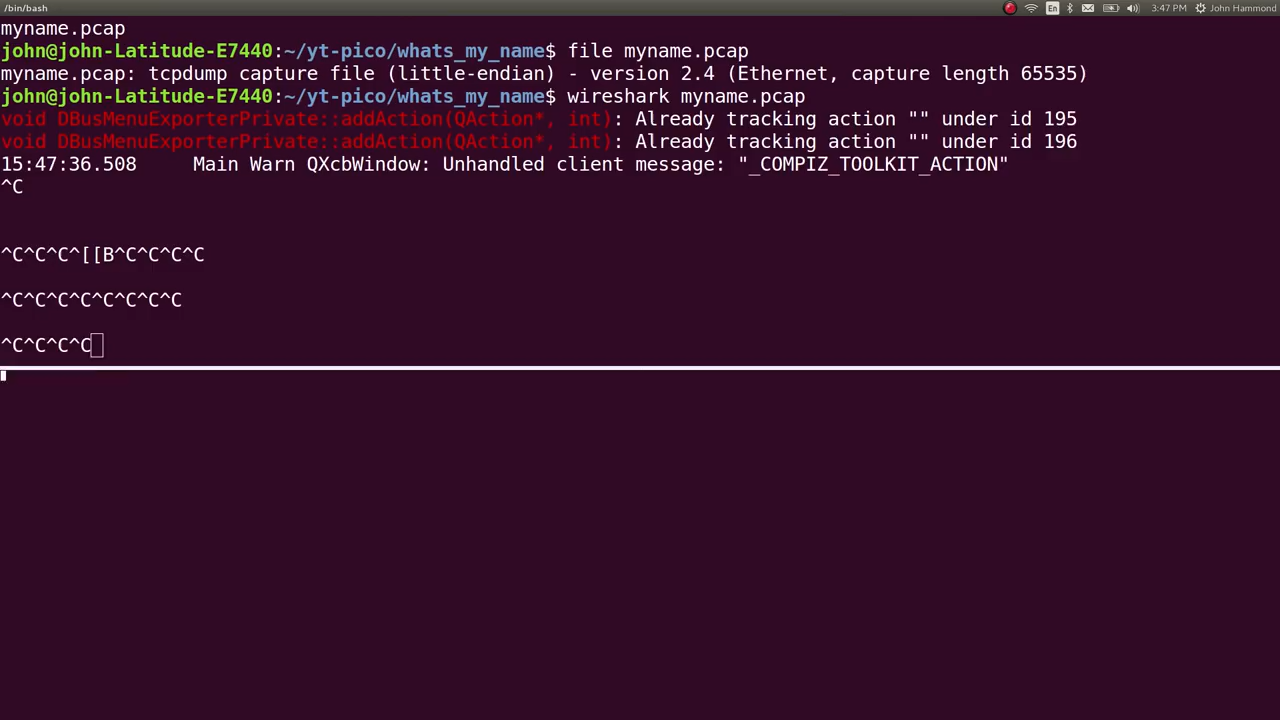 /bin/bash
En
3:47 PM
John Hammond
myname.pcap
john@john-Latitude-E7440:~/yt-pico/whats_my_name$ file myname.pcap
myname.pcap: tcpdump capture file (little-endian) - version 2.4 (Ethernet, capture length 65535)
john@john-Latitude-E7440:~/yt-pico/whats_my_name$ wireshark myname.pcap
void DBusMenuExporterPrivate::addAction(QAction*, int): Already tracking action "" under id 195
void DBusMenuExporterPrivate::addAction(QAction*, int): Already tracking action "" under id 196
15:47:36.508     Main Warn QXcbWindow: Unhandled client message: "_COMPIZ_TOOLKIT_ACTION"
^C
^C^C^C^[[B^C^C^C^C
^C^C^C^C^C^C^C^C
^C^C^C^C